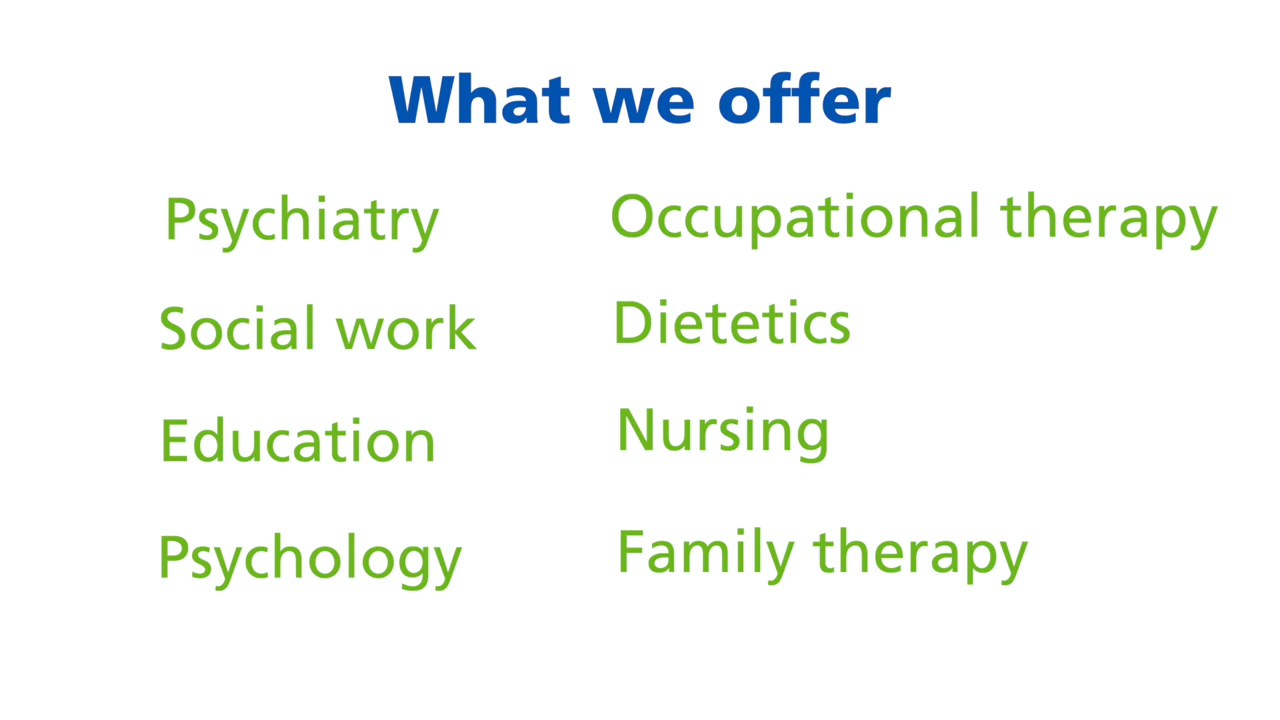 What we offer
Psychiatry
Social work
Education
Psychology
Occupational therapy
Dietetics
Nursing
Family therapy